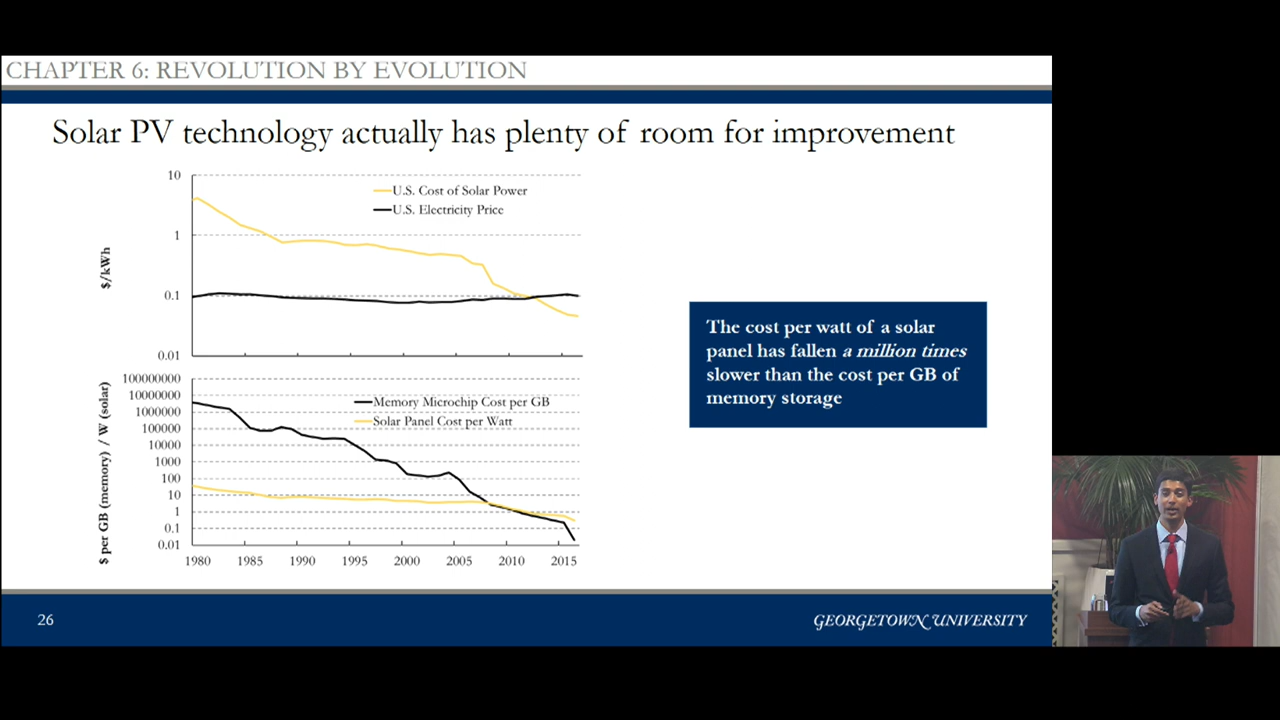 CHAPTER 6: REVOLUTION BY EVOLUTION
Solar PV technology actually has plenty of room for improvement
10
1
0.1
0.01
$/kWh
U.S. Cost of Solar Power
U.S. Electricity Price
100000000
10000000
1000000
100000
10000
1000
100
10
1
0.1
0.01
$ per GB (memory) / W (solar)
Memory Microchip Cost per GB
Solar Panel Cost per Watt
1980 1985 1990 1995 2000 2005 2010 2015
The cost per watt of a solar
panel has fallen a million times
slower than the cost per GB of
memory storage
26
GEORGETOWN UNIVERSITY